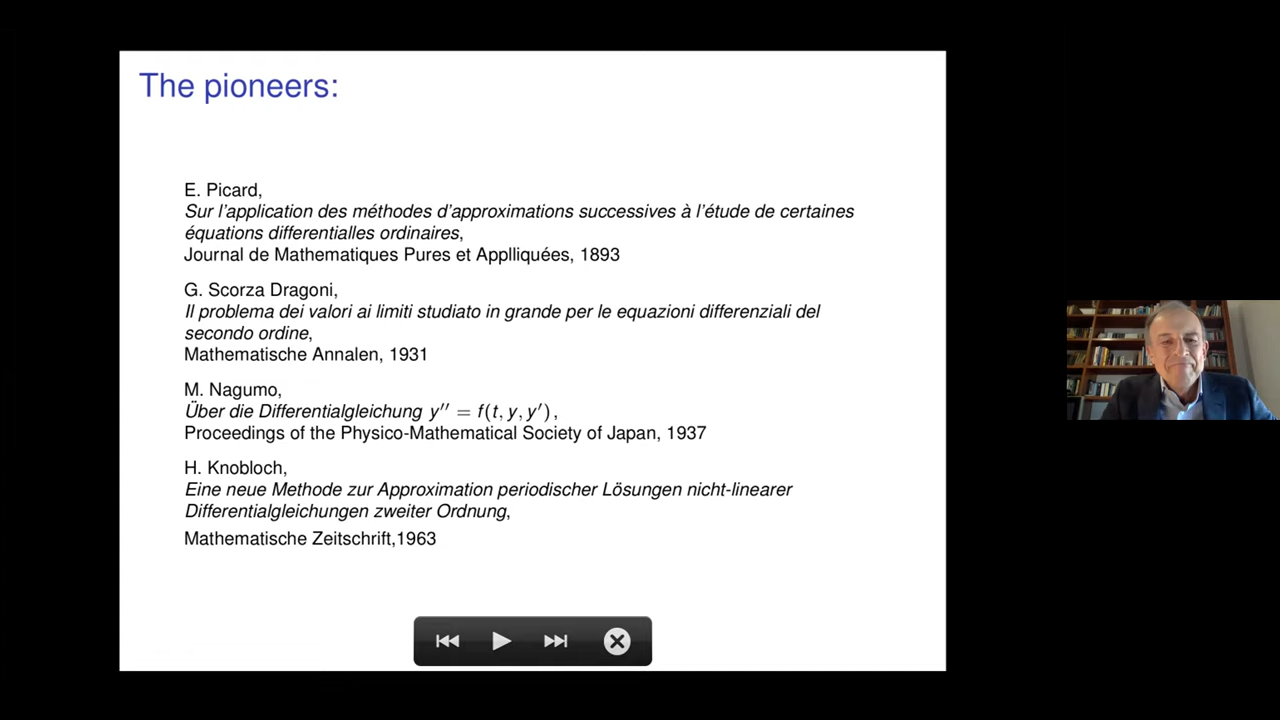 The pioneers:
E. Picard,
Sur l'application des méthodes d'approximations successives à l'étude de certaines
équations differentialles ordinaires,
Journal de Mathematiques Pures et Applliquées, 1893
G. Scorza Dragoni,
Il problema dei valori ai limiti studiato in grande per le equazioni differenziali del
secondo ordine,
Mathematische Annalen, 1931
M. Nagumo,
Über die Differentialgleichung y′′ = f(t, y, y′),
Proceedings of the Physico-Mathematical Society of Japan, 1937
H. Knobloch,
Eine neue Methode zur Approximation periodischer Lösungen nicht-linearer
Differentialgleichungen zweiter Ordnung,
Mathematische Zeitschrift,1963